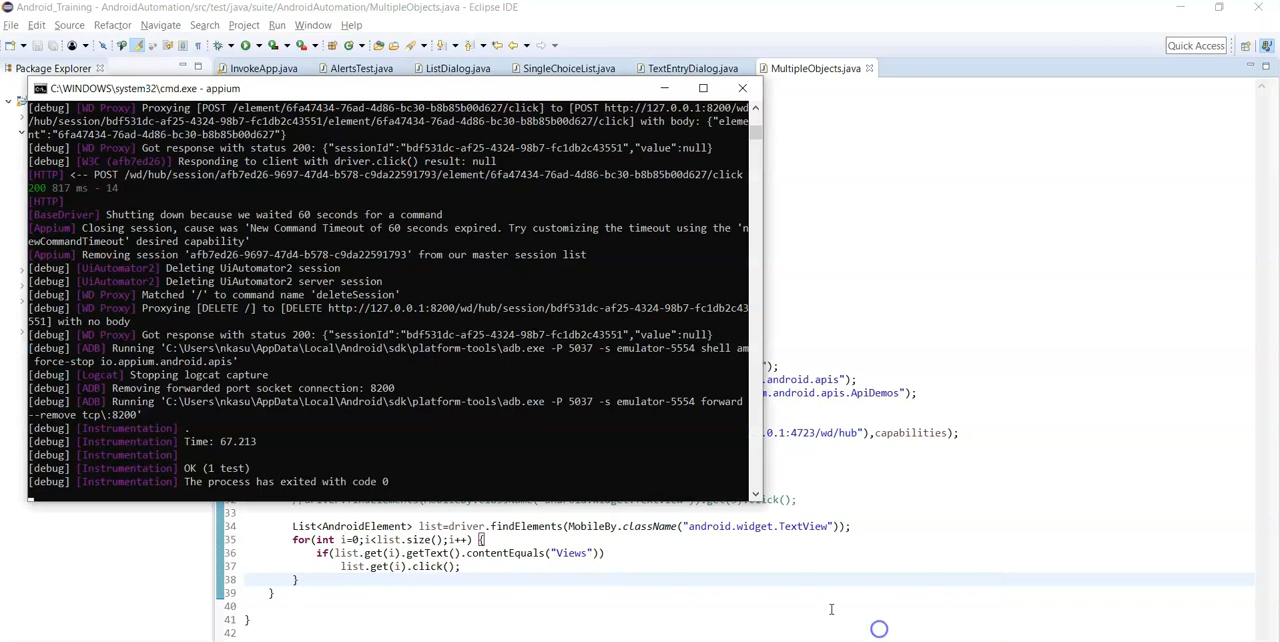 Android_Training - AndroidAutomation/src/test/java/suite/AndroidAutomation/MultipleObjects.java - Eclipse IDE
File Edit Source Refactor Navigate Search Project Run Window Help
Quick Access
Package Explorer
InvokeApp.java AlertsTest.java ListDialog.java SingleChoiceList.java TextEntryDialog.java MultipleObjects.java
C:\WINDOWS\system32\cmd.exe - appium
[debug] [WD Proxy] Proxying [POST /element/6fa47434-76ad-4d86-bc30-b8b85b00d627/click] to [POST http://127.0.0.1:8200/wd
/hub/session/bdf531dc-af25-4324-98b7-fc1db2c43551/element/6fa47434-76ad-4d86-bc30-b8b85b00d627/click] with body: {"eleme
nt":"6fa47434-76ad-4d86-bc30-b8b85b00d627"}
[debug] [WD Proxy] Got response with status 200: {"sessionId":"bdf531dc-af25-4324-98b7-fc1db2c43551","value":null}
[debug] [W3C (afb7ed26)] Responding to client with driver.click() result: null
[HTTP] <-- POST /wd/hub/session/afb7ed26-9697-47d4-b578-c9da22591793/element/6fa47434-76ad-4d86-bc30-b8b85b00d627/click
200 817 ms - 14
[HTTP]
[BaseDriver] Shutting down because we waited 60 seconds for a command
[Appium] Closing session, cause was 'New Command Timeout of 60 seconds expired. Try customizing the timeout using the 'n
ewCommandTimeout' desired capability'
[Appium] Removing session 'afb7ed26-9697-47d4-b578-c9da22591793' from our master session list
[debug] [UiAutomator2] Deleting UiAutomator2 session
[debug] [UiAutomator2] Deleting UiAutomator2 server session
[debug] [WD Proxy] Matched '/' to command name 'deleteSession'
[debug] [WD Proxy] Proxying [DELETE /] to [DELETE http://127.0.0.1:8200/wd/hub/session/bdf531dc-af25-4324-98b7-fc1db2c43
551] with no body
[debug] [WD Proxy] Got response with status 200: {"sessionId":"bdf531dc-af25-4324-98b7-fc1db2c43551","value":null}
[debug] [ADB] Running 'C:\Users\nkasu\AppData\Local\Android\sdk\platform-tools\adb.exe -P 5037 -s emulator-5554 shell am
force-stop io.appium.android.apis'
[debug] [Logcat] Stopping logcat capture
[debug] [ADB] Removing forwarded port socket connection: 8200
[debug] [ADB] Running 'C:\Users\nkasu\AppData\Local\Android\sdk\platform-tools\adb.exe -P 5037 -s emulator-5554 forward
--remove tcp\:8200'
[debug] [Instrumentation] .
[debug] [Instrumentation] Time: 67.213
[debug] [Instrumentation]
[debug] [Instrumentation] OK (1 test)
[debug] [Instrumentation] The process has exited with code 0
");
.android.apis");
m.android.apis.ApiDemos");
.0.1:4723/wd/hub"),capabilities);
click();
33
34 List<AndroidElement> list=driver.findElements(MobileBy.className("android.widget.TextView"));
35 for(int i=0;i<list.size();i++) {
36 if(list.get(i).getText().contentEquals("Views"))
37 list.get(i).click();
38 }
39 }
40
41 }
42